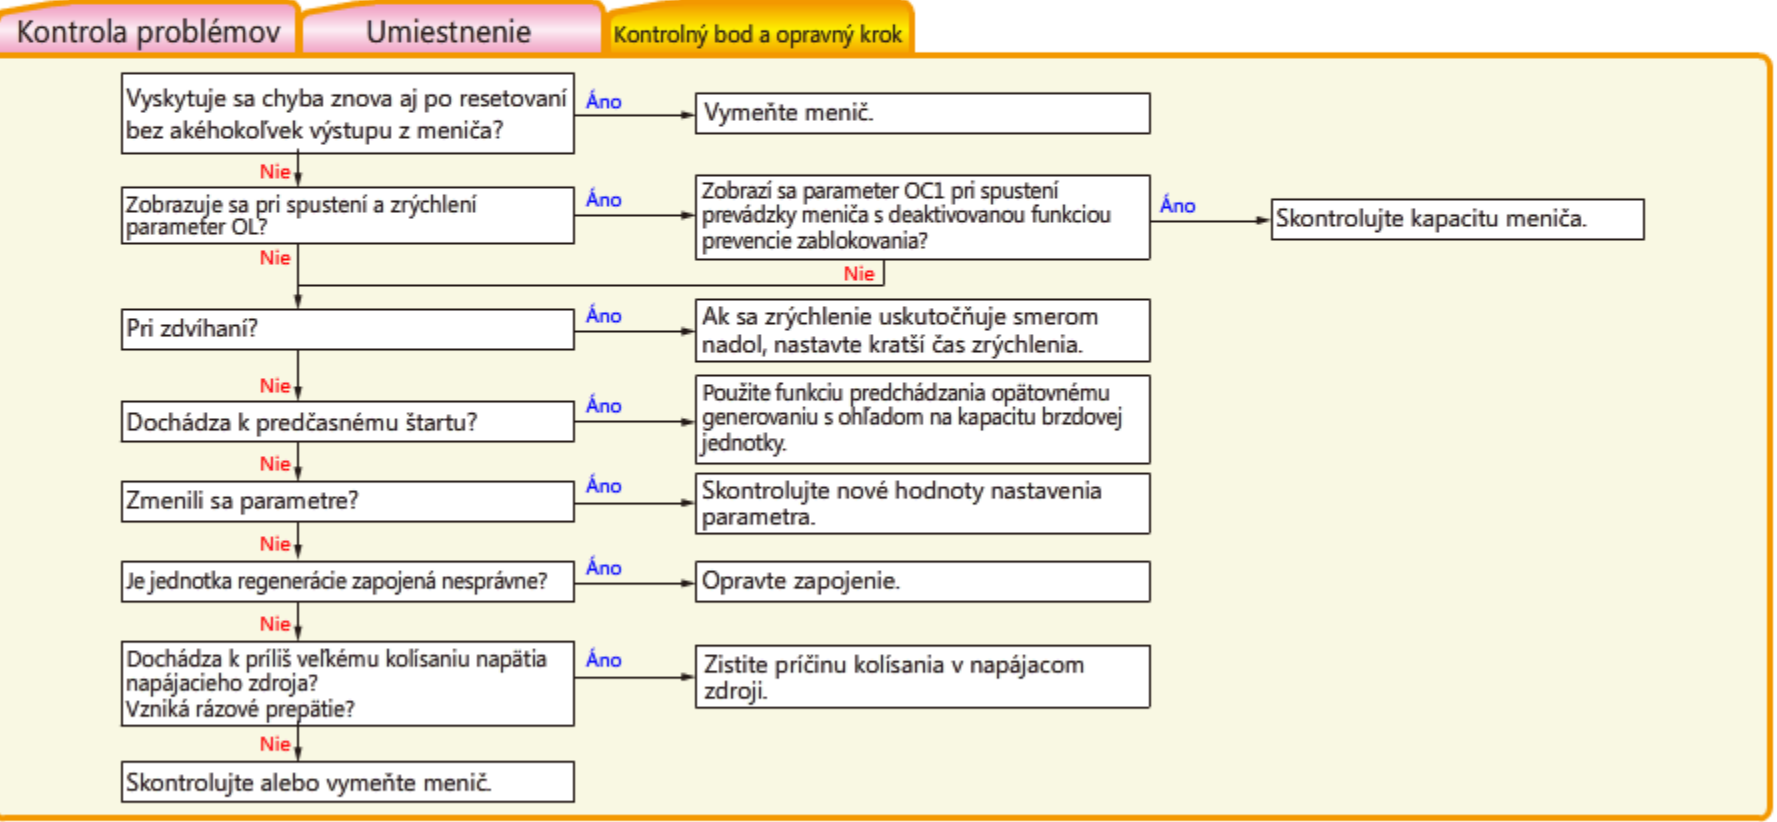 Kontrola problémov
Umiestnenie
Kontrolný bod a opravný krok
Vyskytuje sa chyba znova aj po resetovaní
bez akéhokoľvek výstupu z meniča?
Áno
Vymeňte menič.
Nie
Zobrazuje sa pri spustení a zrýchlení
parameter OL?
Áno
Zobrazí sa parameter OC1 pri spustení
prevádzky meniča s deaktivovanou funkciou
prevencie zablokovania?
Áno
Skontrolujte kapacitu meniča.
Nie
Nie
Pri zdvíhaní?
Áno
Ak sa zrýchlenie uskutočňuje smerom
nadol, nastavte kratší čas zrýchlenia.
Nie
Dochádza k predčasnému štartu?
Áno
Použite funkciu predchádzania opätovnému
generovaniu s ohľadom na kapacitu brzdovej
jednotky.
Nie
Zmenili sa parametre?
Áno
Skontrolujte nové hodnoty nastavenia
parametra.
Nie
Je jednotka regenerácie zapojená nesprávne?
Áno
Opravte zapojenie.
Nie
Dochádza k príliš veľkému kolísaniu napätia
napájacieho zdroja?
Vzniká rázové prepätie?
Áno
Zistite príčinu kolísania v napájacom
zdroji.
Nie
Skontrolujte alebo vymeňte menič.